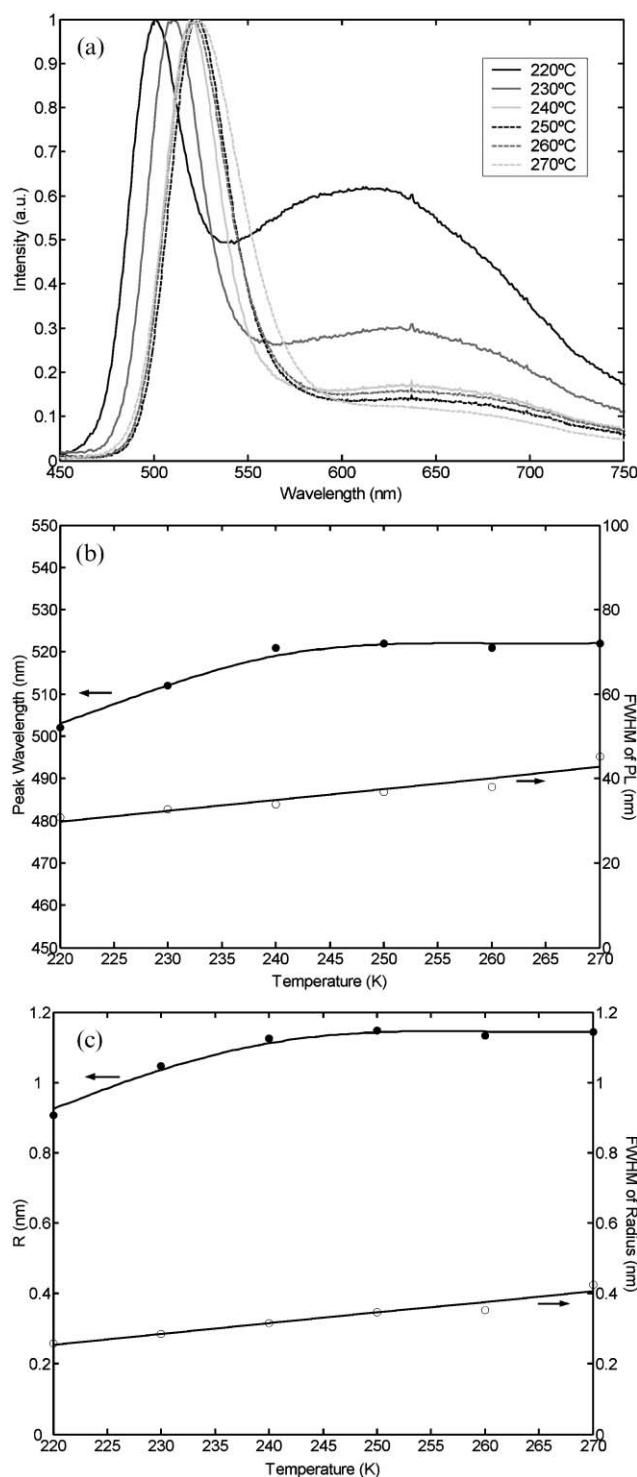 (a)
1
0.9
0.8
0.7
0.6
0.5
0.4
0.3
0.2
0.1
0
Intensity (a.u.)
220ºC
230ºC
240ºC
250ºC
260ºC
270ºC
450 500 550 600 650 700 750
Wavelength (nm)
(b)
550
540
530
520
510
500
490
480
470
460
450
Peak Wavelength (nm)
100
80
60
40
20
0
FWHM of PL (nm)
220 225 230 235 240 245 250 255 260 265 270
Temperature (K)
(c)
1.2
1
0.8
0.6
0.4
0.2
0
R (nm)
1.2
1
0.8
0.6
0.4
0.2
0
FWHM of Radius (nm)
220 225 230 235 240 245 250 255 260 265 270
Temperature (K)